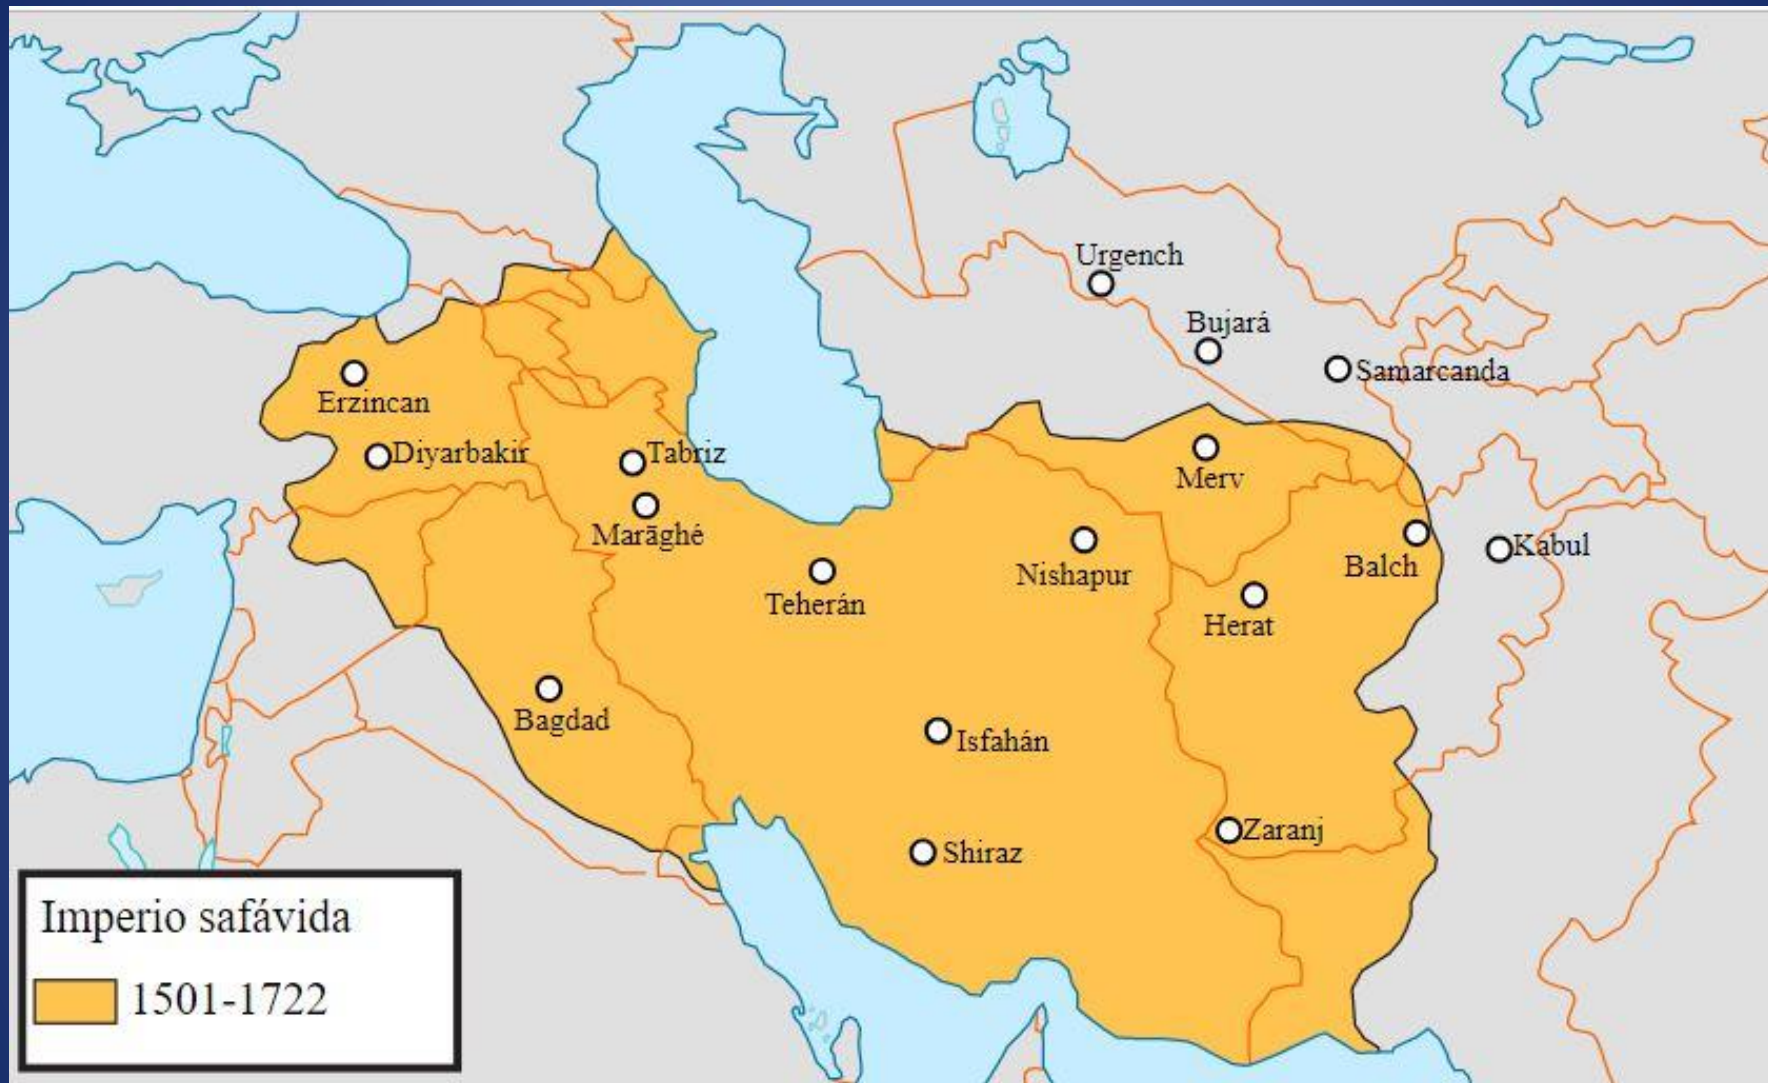 Urgench
Bujará
Samarcanda
Erzincan
Diyarbakir
Tabriz
Merv
Marāghé
Nishapur
Balch
Kabul
Teherán
Herat
Bagdad
Isfahán
Zaranj
Shiraz
Imperio safávida
1501-1722